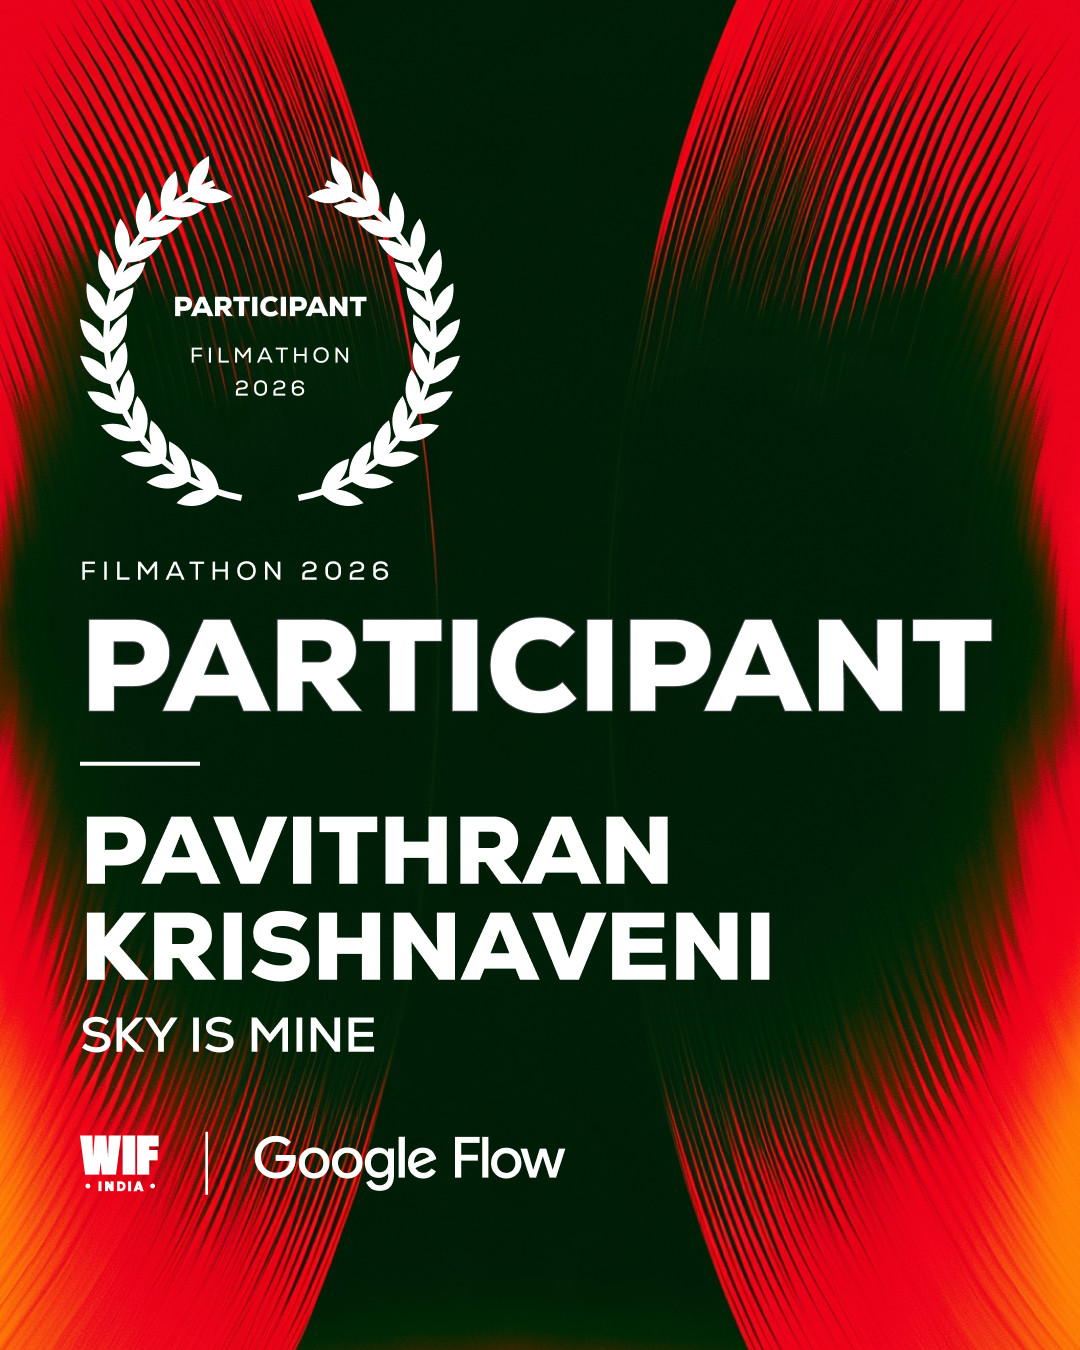 PARTICIPANT
FILMATHON
2026
FILMATHON 2026
PARTICIPANT
PAVITHRAN
KRISHNAVENI
SKY IS MINE
WIF
• INDIA •
Google Flow